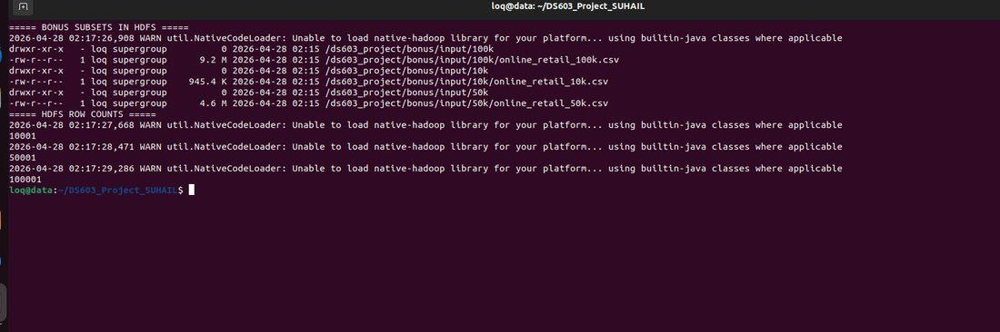 loq@data: ~/DS603_Project_SUHAIL
===== BONUS SUBSETS IN HDFS =====
2026-04-28 02:17:26,908 WARN util.NativeCodeLoader: Unable to load native-hadoop library for your platform... using builtin-java classes where applicable
drwxr-xr-x   - loq supergroup          0 2026-04-28 02:15 /ds603_project/bonus/input/100k
-rw-r--r--   1 loq supergroup      9.2 M 2026-04-28 02:15 /ds603_project/bonus/input/100k/online_retail_100k.csv
drwxr-xr-x   - loq supergroup          0 2026-04-28 02:15 /ds603_project/bonus/input/10k
-rw-r--r--   1 loq supergroup    945.4 K 2026-04-28 02:15 /ds603_project/bonus/input/10k/online_retail_10k.csv
drwxr-xr-x   - loq supergroup          0 2026-04-28 02:15 /ds603_project/bonus/input/50k
-rw-r--r--   1 loq supergroup      4.6 M 2026-04-28 02:15 /ds603_project/bonus/input/50k/online_retail_50k.csv
===== HDFS ROW COUNTS =====
2026-04-28 02:17:27,668 WARN util.NativeCodeLoader: Unable to load native-hadoop library for your platform... using builtin-java classes where applicable
10001
2026-04-28 02:17:28,471 WARN util.NativeCodeLoader: Unable to load native-hadoop library for your platform... using builtin-java classes where applicable
50001
2026-04-28 02:17:29,286 WARN util.NativeCodeLoader: Unable to load native-hadoop library for your platform... using builtin-java classes where applicable
100001
loq@data:~/DS603_Project_SUHAIL$